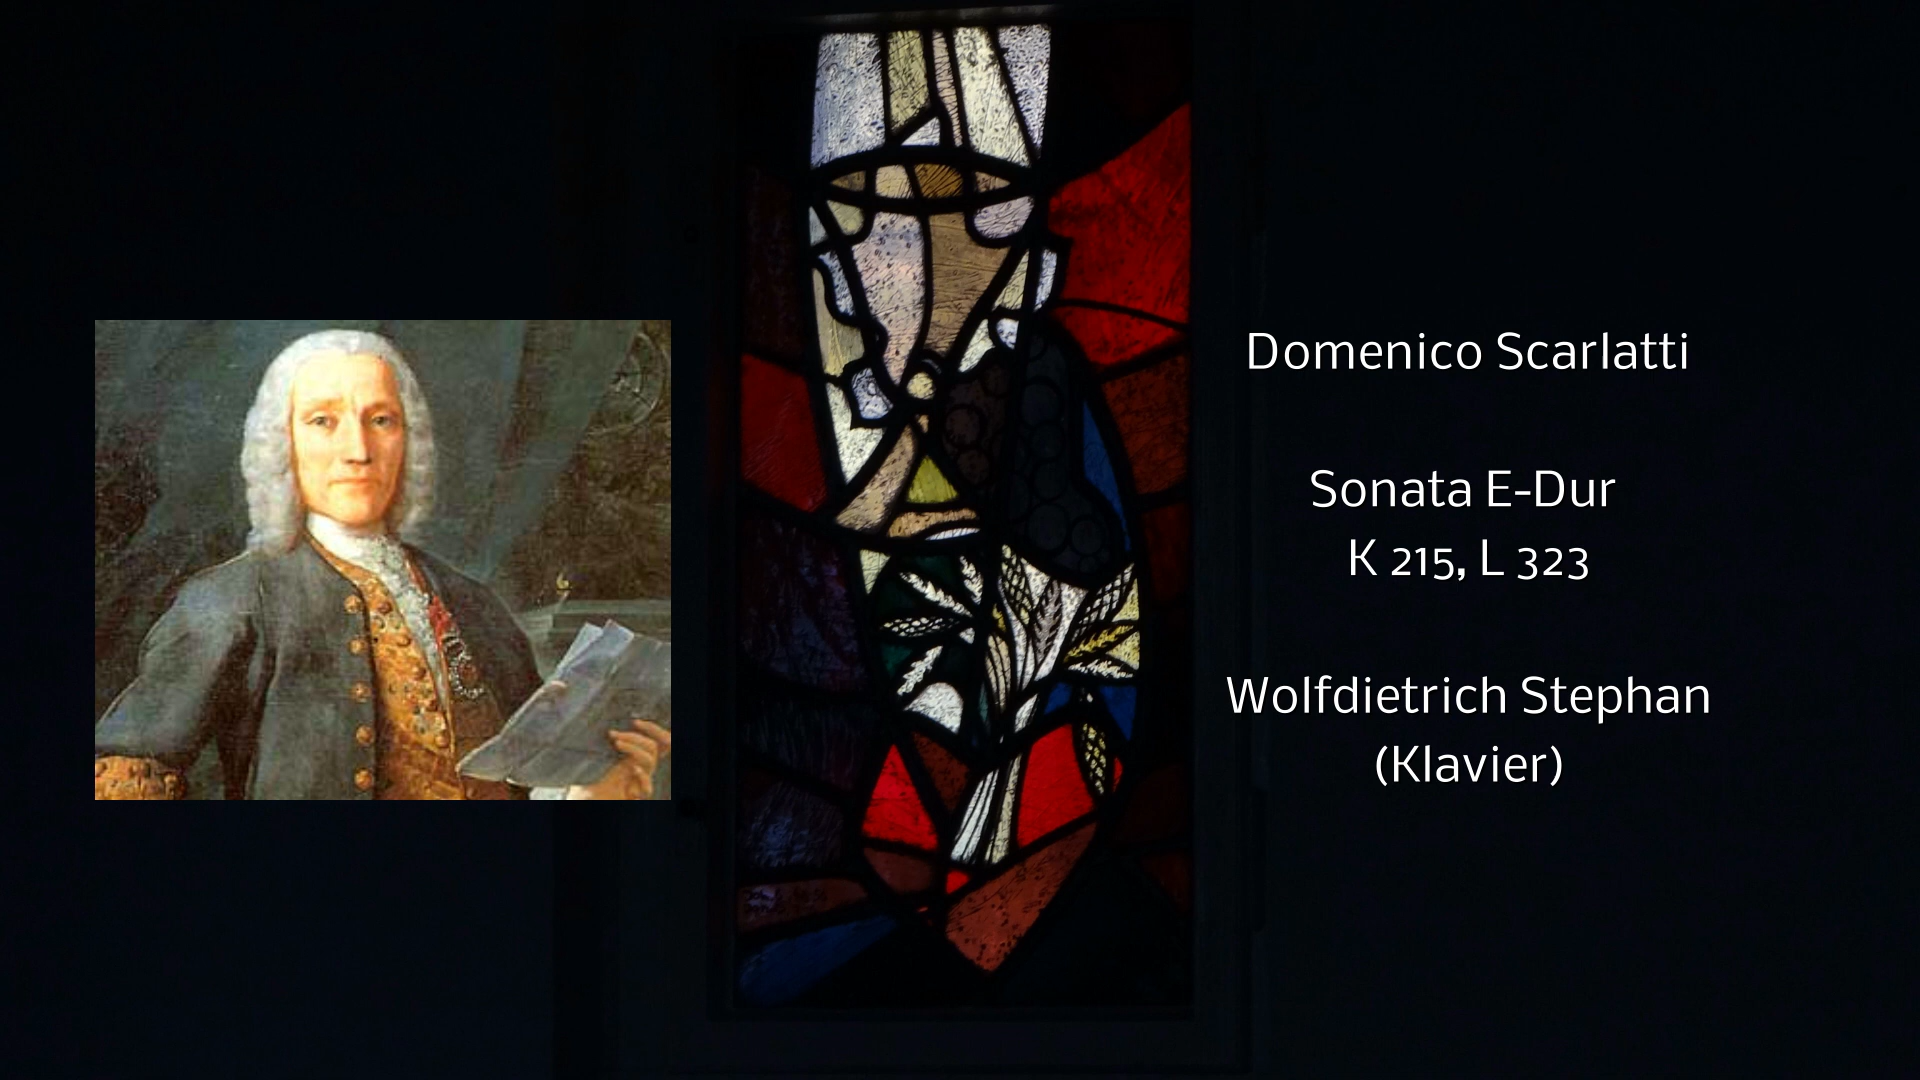 Domenico Scarlatti
Sonata E-Dur
K 215, L 323
Wolfdietrich Stephan
(Klavier)